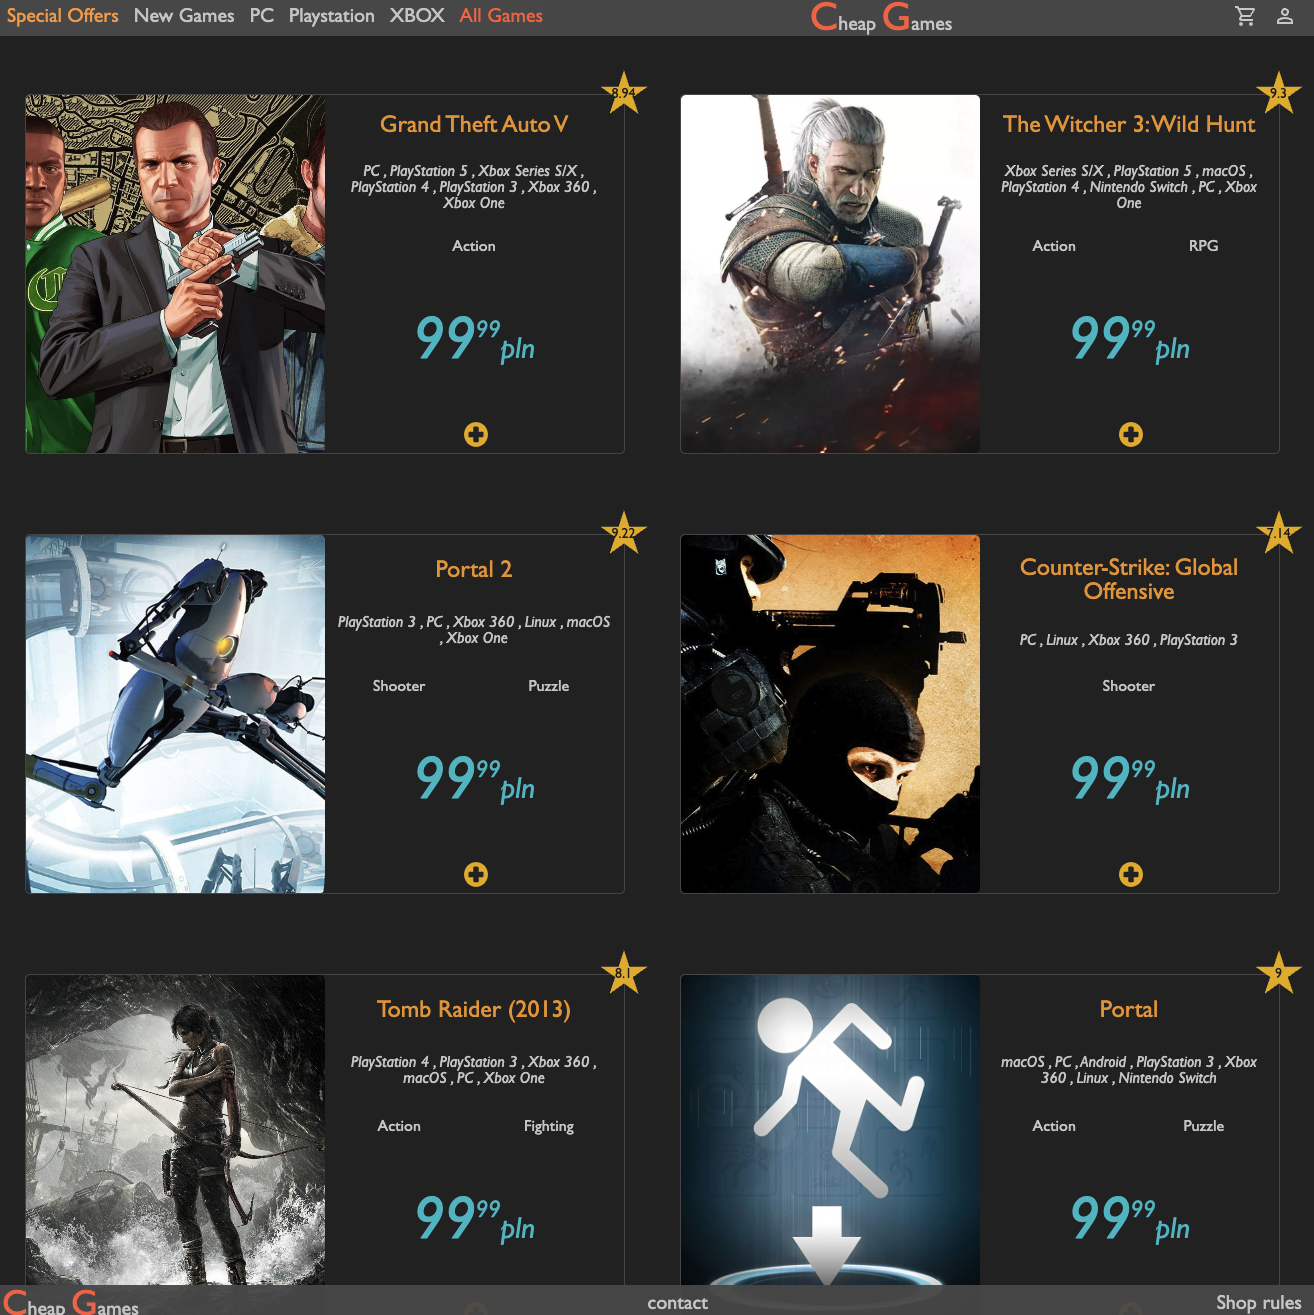 Special Offers New Games PC Playstation XBOX All Games Cheap Games
8.94
Grand Theft Auto V
PC , PlayStation 5 , Xbox Series S/X ,
PlayStation 4 , PlayStation 3 , Xbox 360 ,
Xbox One
Action
99 99 pln
9.3
The Witcher 3: Wild Hunt
Xbox Series S/X , PlayStation 5 , macOS ,
PlayStation 4 , Nintendo Switch , PC , Xbox
One
Action RPG
99 99 pln
9.22
Portal 2
PlayStation 3 , PC , Xbox 360 , Linux , macOS
, Xbox One
Shooter Puzzle
99 99 pln
7.14
Counter-Strike: Global
Offensive
PC , Linux , Xbox 360 , PlayStation 3
Shooter
99 99 pln
8.1
Tomb Raider (2013)
PlayStation 4 , PlayStation 3 , Xbox 360 ,
macOS , PC , Xbox One
Action Fighting
99 99 pln
9
Portal
macOS , PC , Android , PlayStation 3 , Xbox
360 , Linux , Nintendo Switch
Action Puzzle
99 99 pln
Cheap Games contact Shop rules